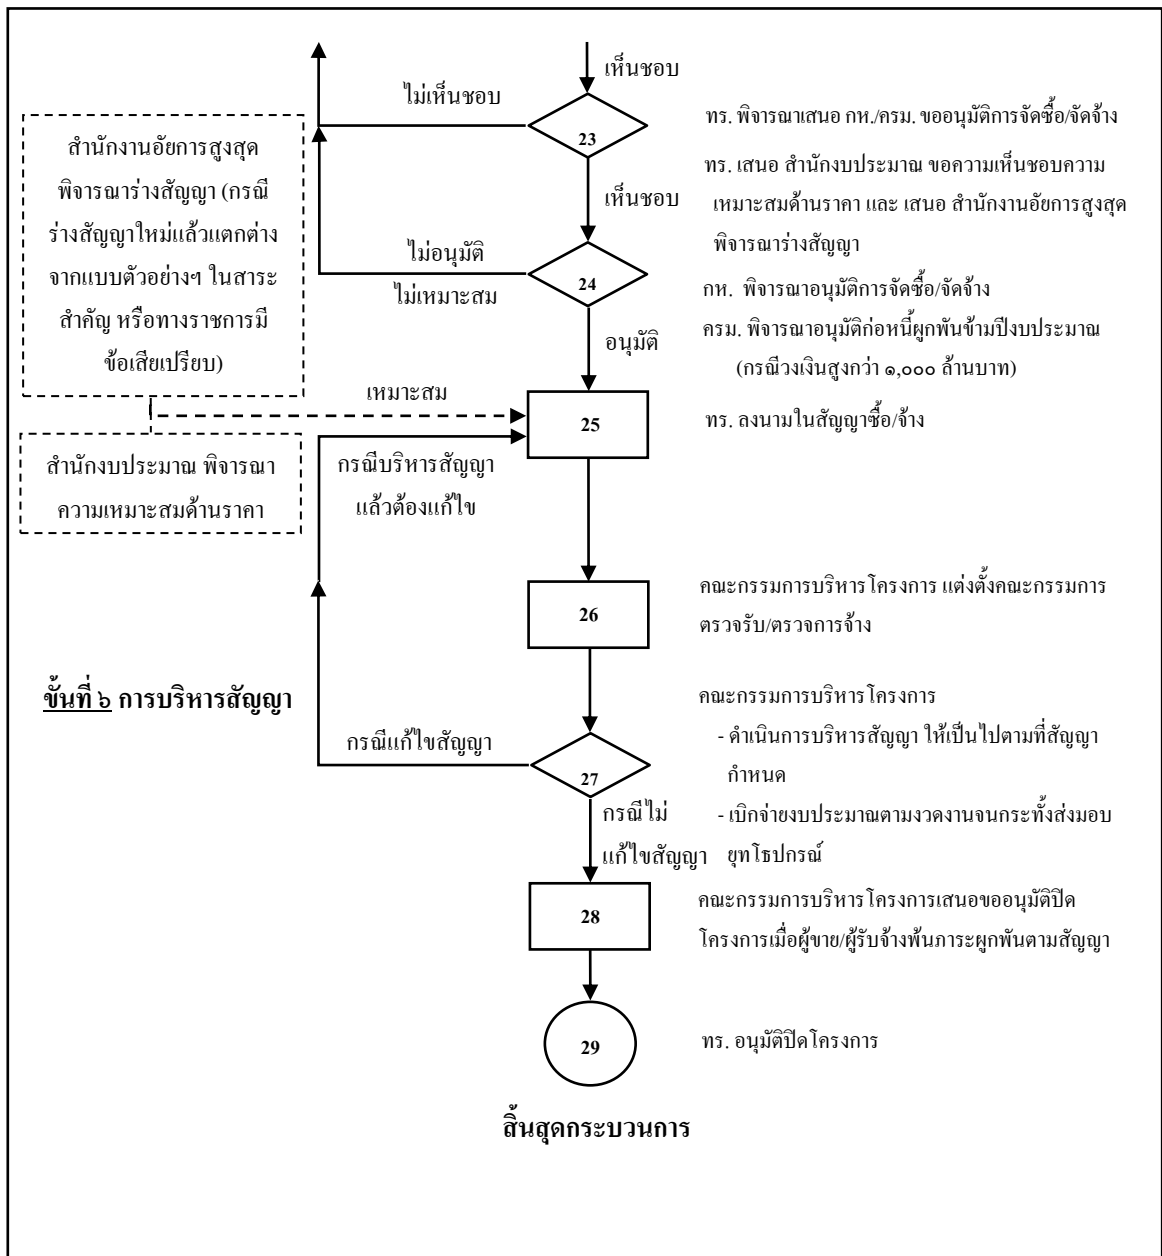 เห็นชอบ
ไม่เห็นชอบ
23
ทร. พิจารณาเสนอ กห./ครม. ขออนุมัติการจัดซื้อ/จัดจ้าง
สำนักงานอัยการสูงสุด
พิจารณาร่างสัญญา (กรณี
ร่างสัญญาใหม่แล้วแตกต่าง
จากแบบตัวอย่างฯ ในสาระ
สำคัญ หรือทางราชการมี
ข้อเสียเปรียบ)
ทร. เสนอ สำนักงบประมาณ ขอความเห็นชอบความ
เหมาะสมด้านราคา และ เสนอ สำนักงานอัยการสูงสุด
พิจารณาร่างสัญญา
เห็นชอบ
ไม่อนุมัติ
ไม่เหมาะสม
24
กห. พิจารณาอนุมัติการจัดซื้อ/จัดจ้าง
ครม. พิจารณาอนุมัติก่อหนี้ผูกพันข้ามปีงบประมาณ
(กรณีวงเงินสูงกว่า ๑,๐๐๐ ล้านบาท)
อนุมัติ
เหมาะสม
25
ทร. ลงนามในสัญญาซื้อ/จ้าง
สำนักงบประมาณ พิจารณา
ความเหมาะสมด้านราคา
กรณีบริหารสัญญา
แล้วต้องแก้ไข
26
คณะกรรมการบริหารโครงการ แต่งตั้งคณะกรรมการ
ตรวจรับ/ตรวจการจ้าง
ขั้นที่ ๖ การบริหารสัญญา
กรณีแก้ไขสัญญา
27
คณะกรรมการบริหารโครงการ
- ดำเนินการบริหารสัญญา ให้เป็นไปตามที่สัญญา
กำหนด
- เบิกจ่ายงบประมาณตามงวดงานจนกระทั้งส่งมอบ
ยุทโธปกรณ์
กรณีไม่
แก้ไขสัญญา
28
คณะกรรมการบริหารโครงการเสนอขออนุมัติปิด
โครงการเมื่อผู้ขาย/ผู้รับจ้างพ้นภาระผูกพันตามสัญญา
29
ทร. อนุมัติปิดโครงการ
สิ้นสุดกระบวนการ